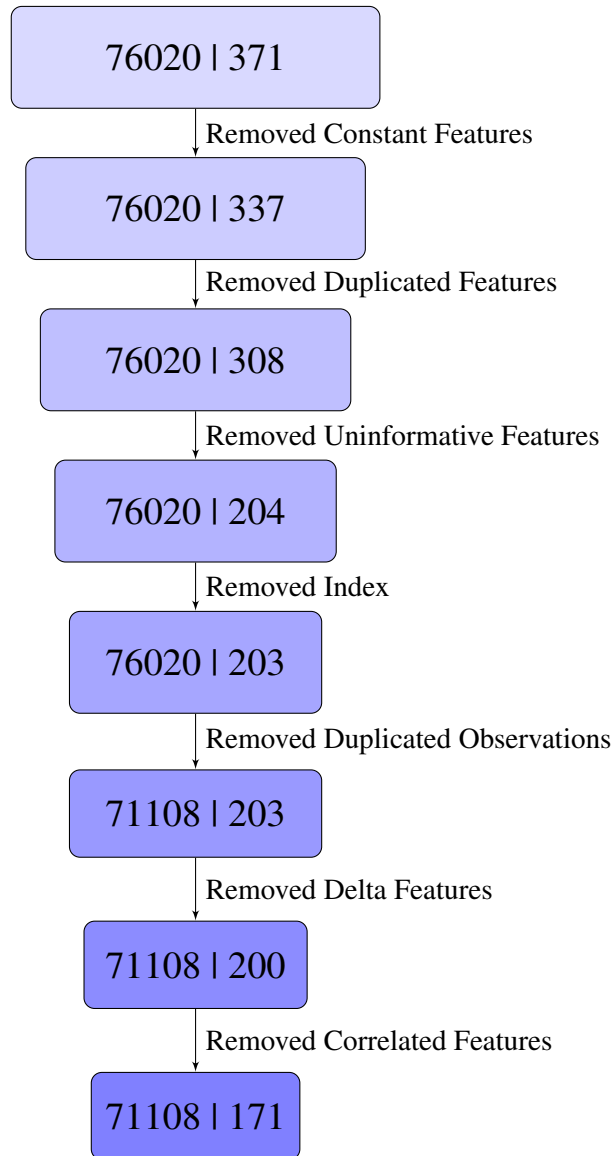 76020 | 371
Removed Constant Features
76020 | 337
Removed Duplicated Features
76020 | 308
Removed Uninformative Features
76020 | 204
Removed Index
76020 | 203
Removed Duplicated Observations
71108 | 203
Removed Delta Features
71108 | 200
Removed Correlated Features
71108 | 171